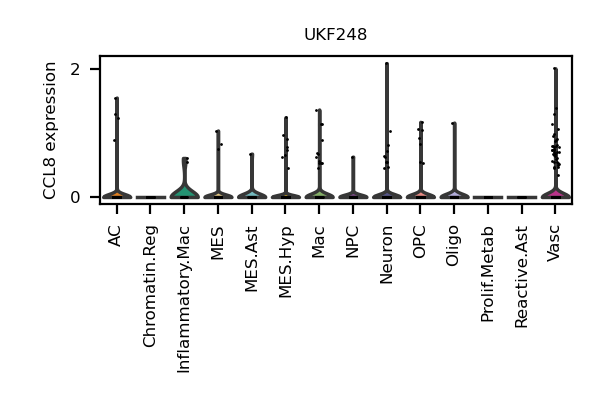 UKF248
CCL8 expression
2
0
AC
Chromatin.Reg
Inflammatory.Mac
MES
MES.Ast
MES.Hyp
Mac
NPC
Neuron
OPC
Oligo
Prolif.Metab
Reactive.Ast
Vasc